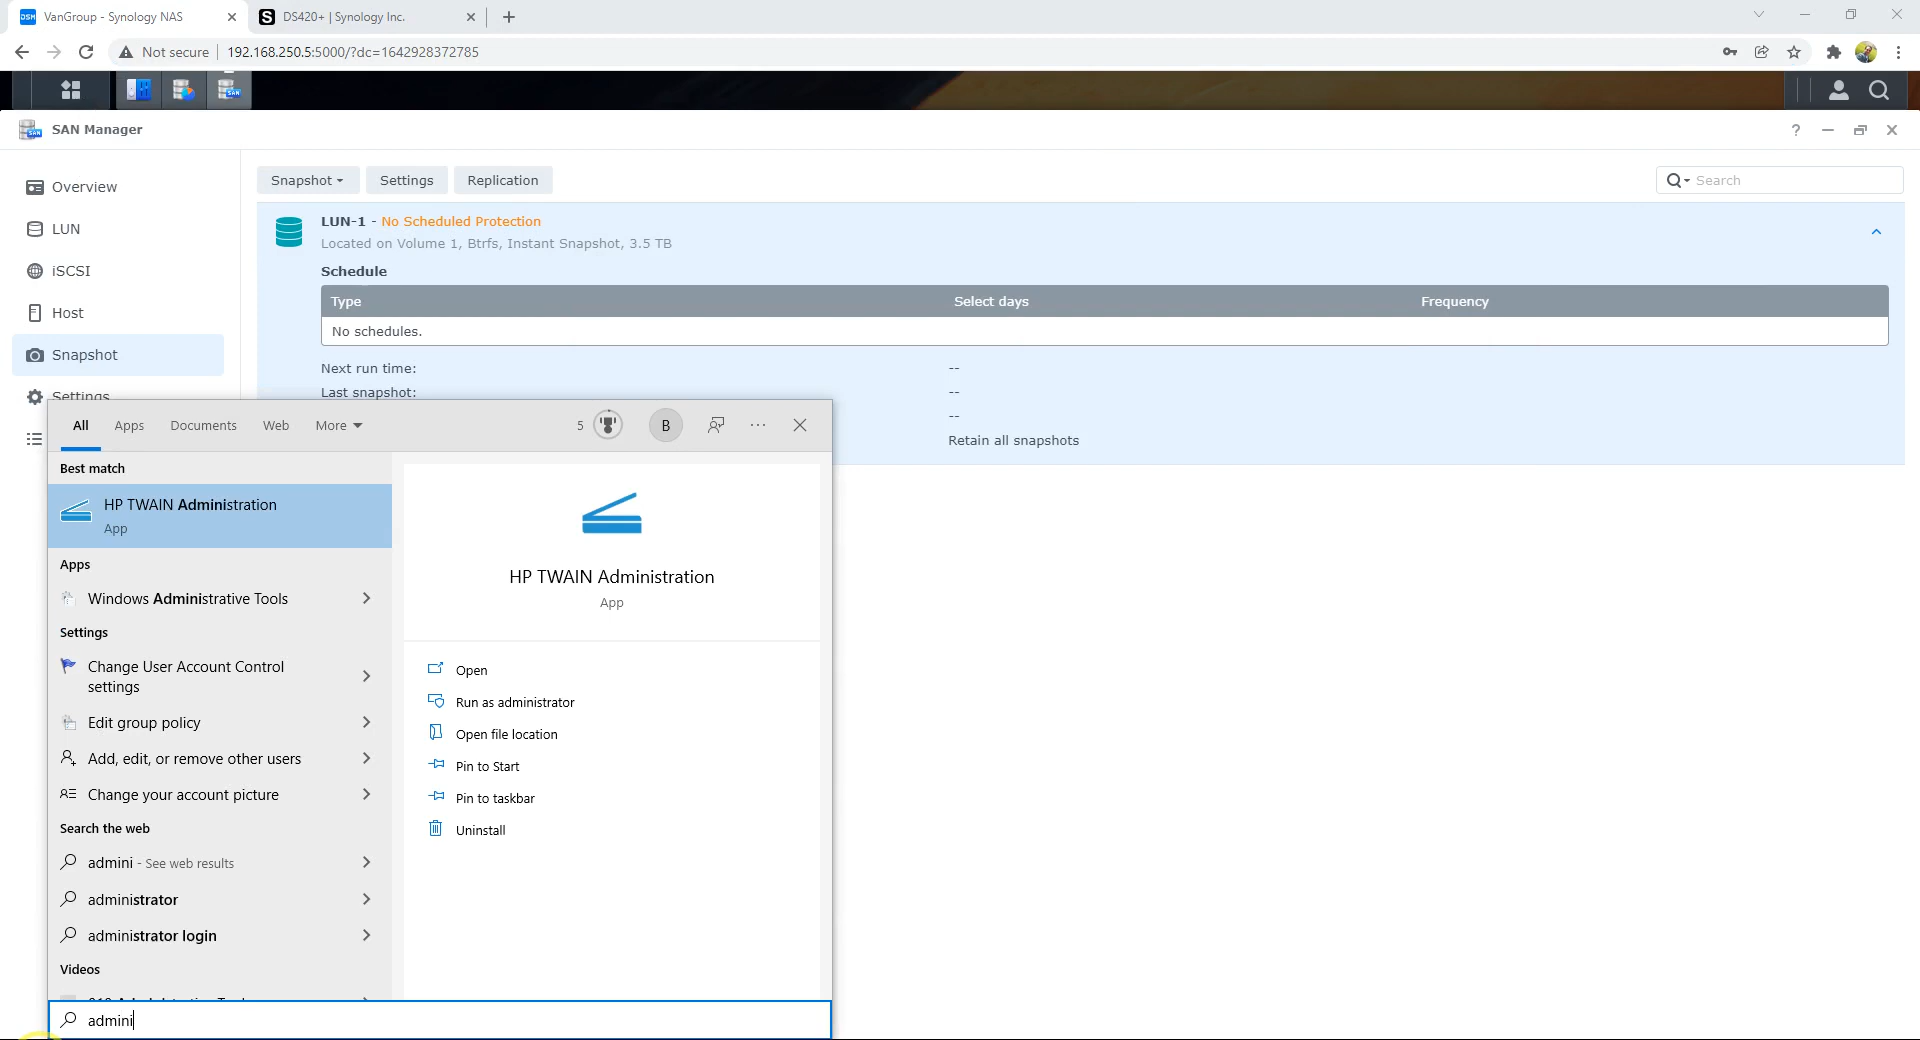 VanGroup - Synology NAS
DS420+ | Synology Inc.
Not secure
192.168.250.5:5000/?dc=1642928372785
SAN Manager
Overview
LUN
iSCSI
Host
Snapshot
Settings
Snapshot
Settings
Replication
Search
LUN-1 - No Scheduled Protection
Located on Volume 1, Btrfs, Instant Snapshot, 3.5 TB
Schedule
Type
Select days
Frequency
No schedules.
Next run time:
--
Last snapshot:
--
--
Retain all snapshots
All
Apps
Documents
Web
More
5
B
Best match
HP TWAIN Administration
App
Apps
Windows Administrative Tools
Settings
Change User Account Control
settings
Edit group policy
Add, edit, or remove other users
Change your account picture
Search the web
admini - See web results
administrator
administrator login
Videos
HP TWAIN Administration
App
Open
Run as administrator
Open file location
Pin to Start
Pin to taskbar
Uninstall
admini